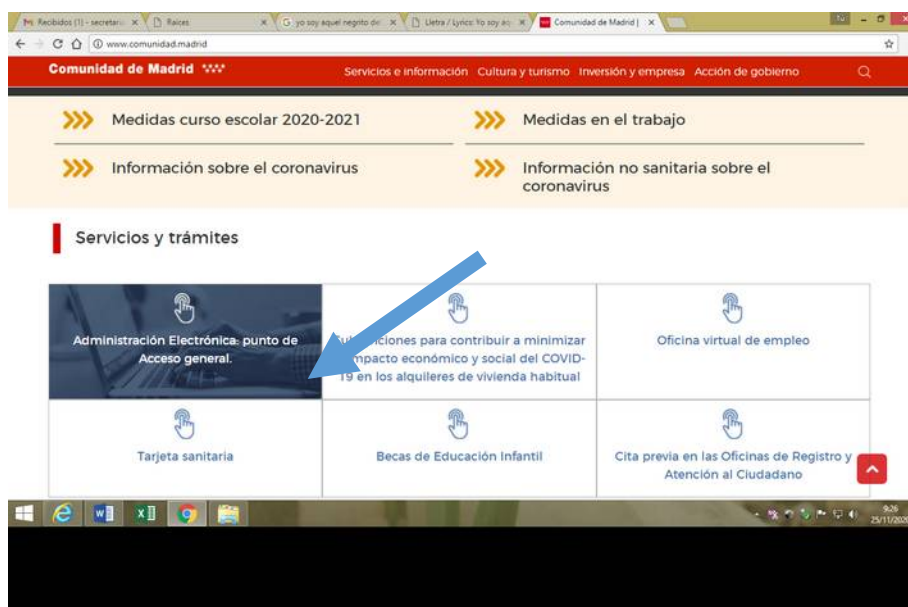 Recibidos (1) - secretari
Raices
yo soy aquel negrito del
Letra / Lyrics: Yo soy aq
Comunidad de Madrid |
www.comunidad.madrid
Comunidad de Madrid
Servicios e información Cultura y turismo Inversión y empresa Acción de gobierno
Medidas curso escolar 2020-2021
Medidas en el trabajo
Información sobre el coronavirus
Información no sanitaria sobre el
coronavirus
Servicios y trámites
Administración Electrónica: punto de
Acceso general.
ciones para contribuir a minimizar
impacto económico y social del COVID-
19 en los alquileres de vivienda habitual
Oficina virtual de empleo
Tarjeta sanitaria
Becas de Educación Infantil
Cita previa en las Oficinas de Registro y
Atención al Ciudadano
9:26
25/11/2020